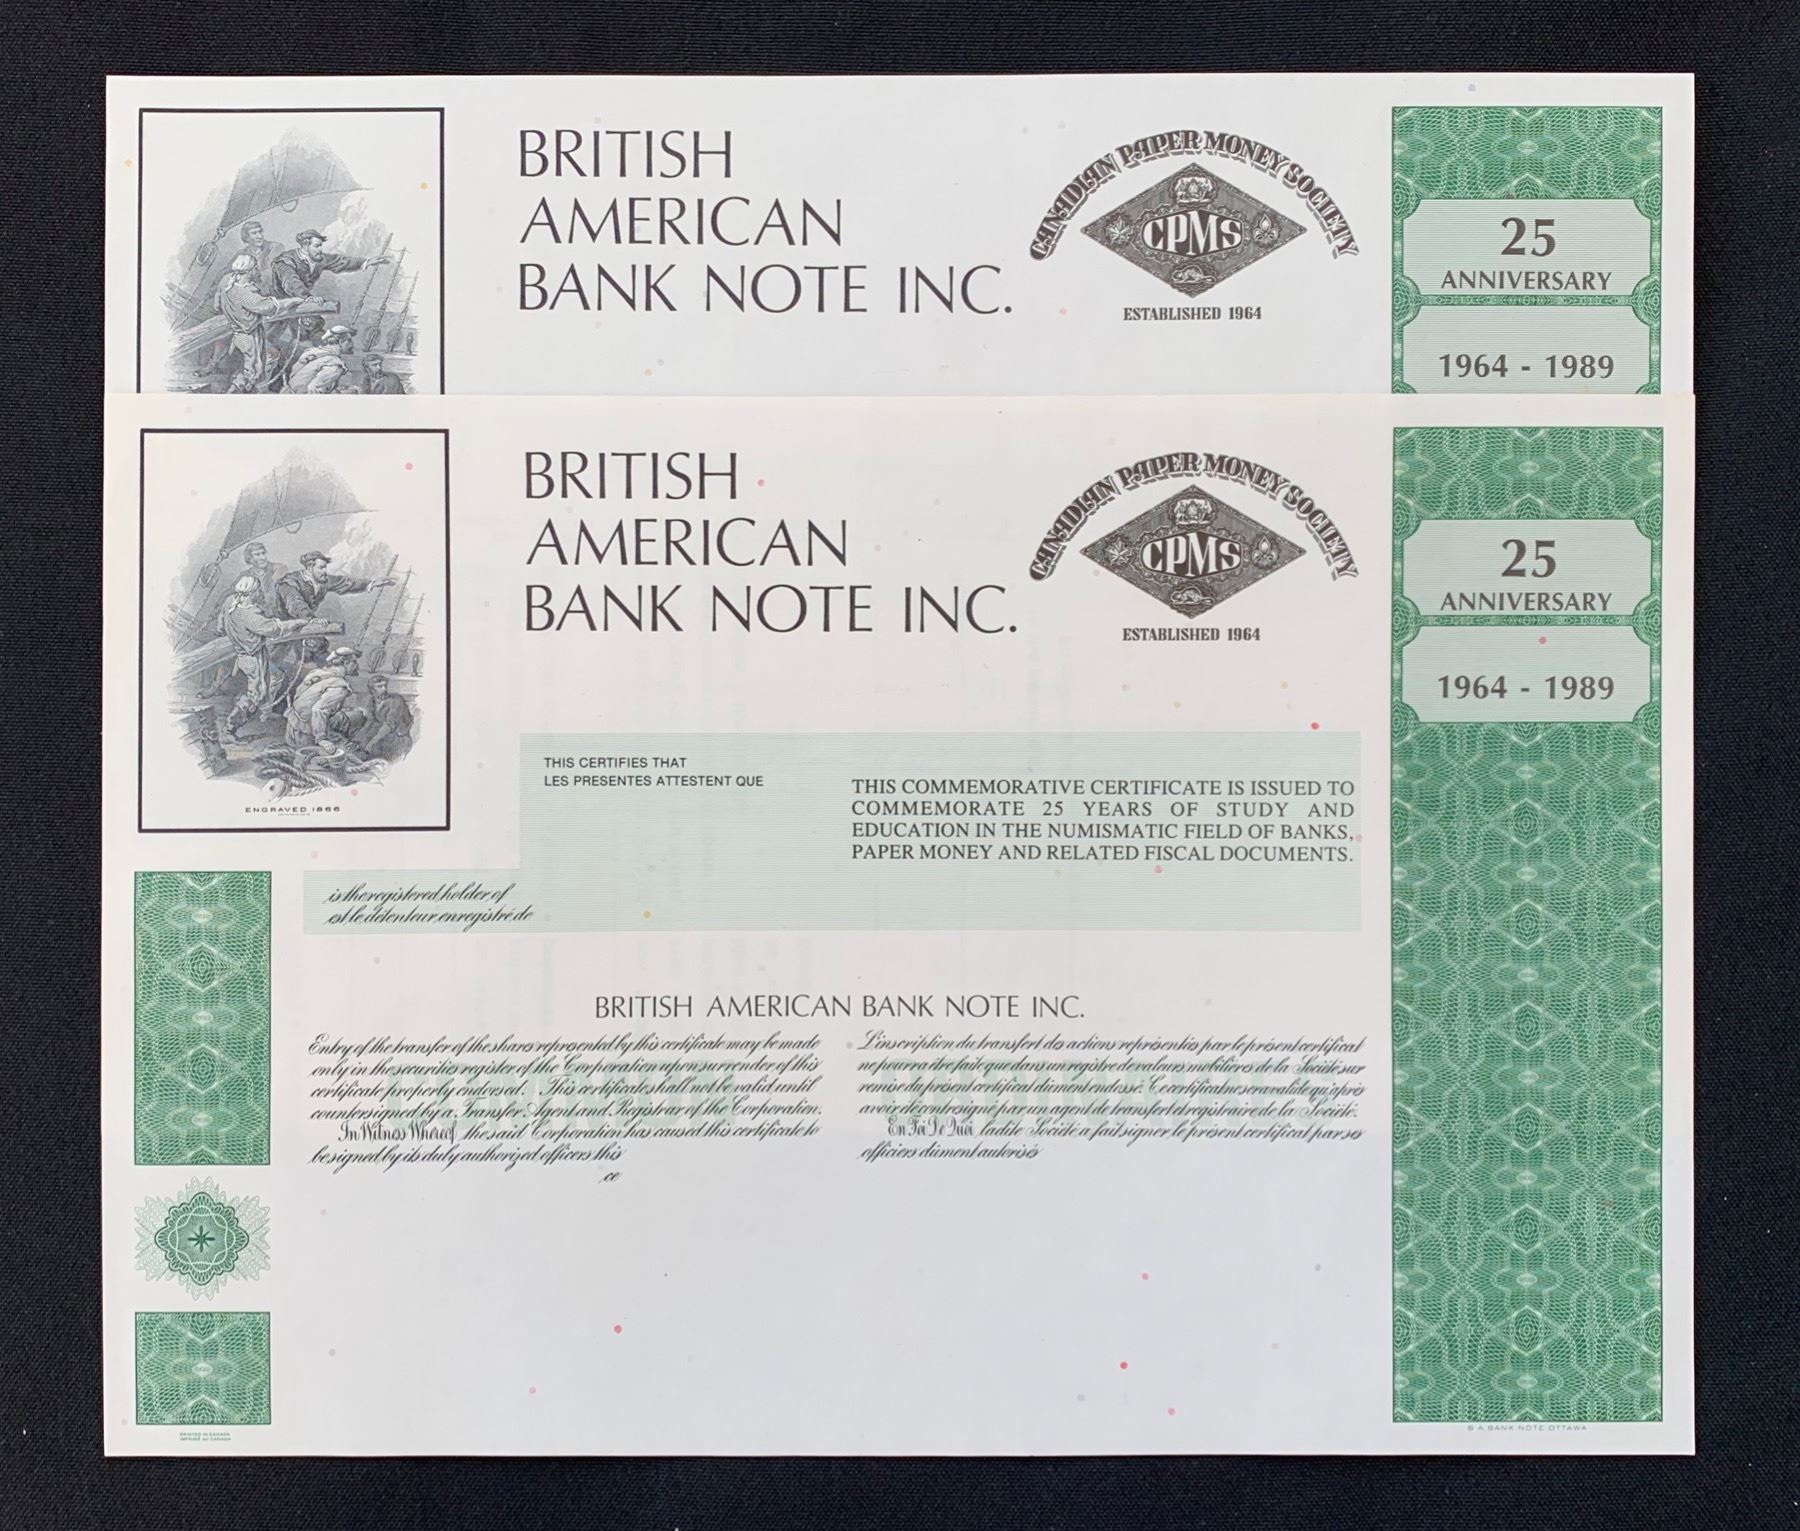 BRITISH
AMERICAN
BANK NOTE INC.
CANADIAN PAPER MONEY SOCIETY
CPMS
ESTABLISHED 1964
25
ANNIVERSARY
1964 - 1989
BRITISH
AMERICAN
BANK NOTE INC.
CANADIAN PAPER MONEY SOCIETY
CPMS
ESTABLISHED 1964
25
ANNIVERSARY
1964 - 1989
ENGRAVED 1866
THIS CERTIFIES THAT
LES PRESENTES ATTESTENT QUE
THIS COMMEMORATIVE CERTIFICATE IS ISSUED TO
COMMEMORATE 25 YEARS OF STUDY AND
EDUCATION IN THE NUMISMATIC FIELD OF BANKS,
PAPER MONEY AND RELATED FISCAL DOCUMENTS.
is the registered holder of
est le détenteur enregistré de
BRITISH AMERICAN BANK NOTE INC.
Entry of the transfer of the shares represented by this certificate may be made
only in the securities register of the Corporation upon surrender of this
certificate properly endorsed. This certificate shall not be valid until
countersigned by a Transfer Agent and Registrar of the Corporation.
In Witness Whereof the said Corporation has caused this certificate to
be signed by its duly authorized officers this
ce
L'inscription du transfert des actions représentées par le présent certificat
ne pourra être faite que dans un registre de valeurs mobilières de la Société sur
remise du présent certificat dûment endossé. Ce certificat ne sera valide qu'après
avoir été contresigné par un agent de transfert et registraire de la Société.
En Foi De Quoi ladite Société a fait signer le présent certificat par ses
officiers dûment autorisés
PRINTED IN CANADA
IMPRIMÉ AU CANADA
B A BANK NOTE OTTAWA